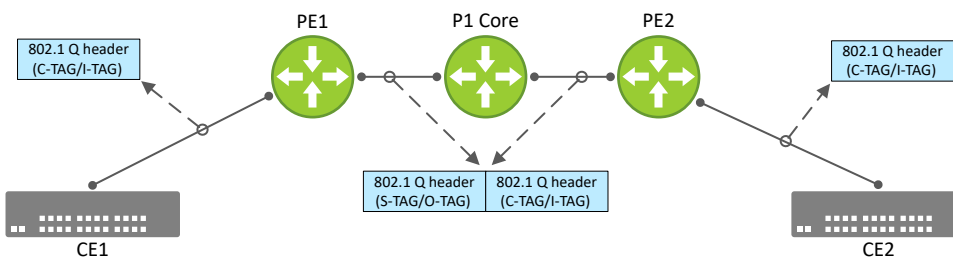 PE1
P1 Core
PE2
802.1 Q header
(C-TAG/I-TAG)
802.1 Q header
(C-TAG/I-TAG)
802.1 Q header
(S-TAG/O-TAG)
802.1 Q header
(C-TAG/I-TAG)
CE1
CE2